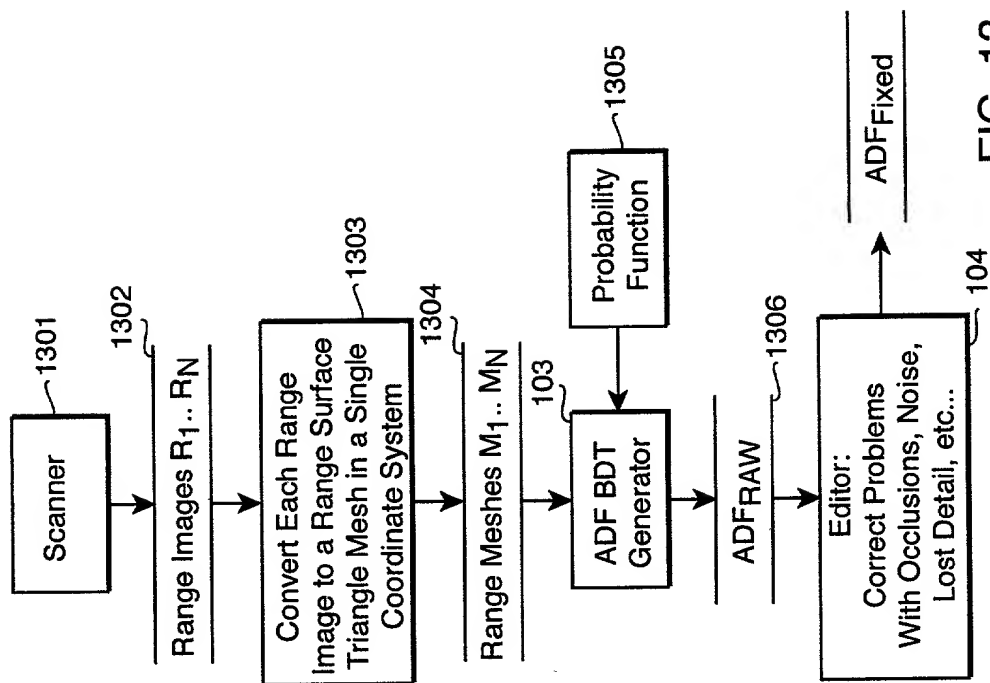 1301
Scanner
1302
Range Images R1.. RN
1303
Convert Each Range
Image to a Range Surface
Triangle Mesh in a Single
Coordinate System
1304
Range Meshes M1.. MN
103
ADF BDT
Generator
1305
Probability
Function
ADFRAW
1306
Editor:
Correct Problems
With Occlusions, Noise,
Lost Detail, etc...
104
ADFFixed